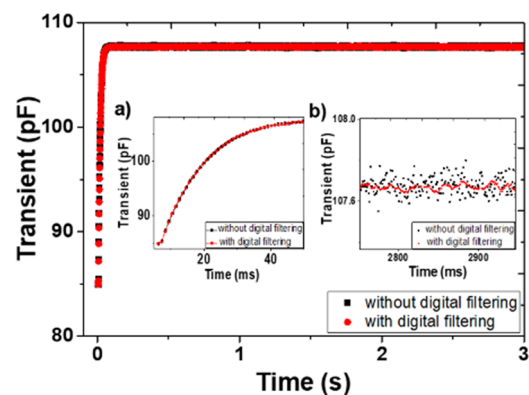 110
100
90
80
Transient (pF)
0
1
2
3
Time (s)
a)
100
90
Transient (pF)
20
40
Time (ms)
without digital filtering
with digital filtering
b)
108.0
107.6
Transient (pF)
2800
2900
Time (ms)
without digital filtering
with digital filtering
without digital filtering
with digital filtering